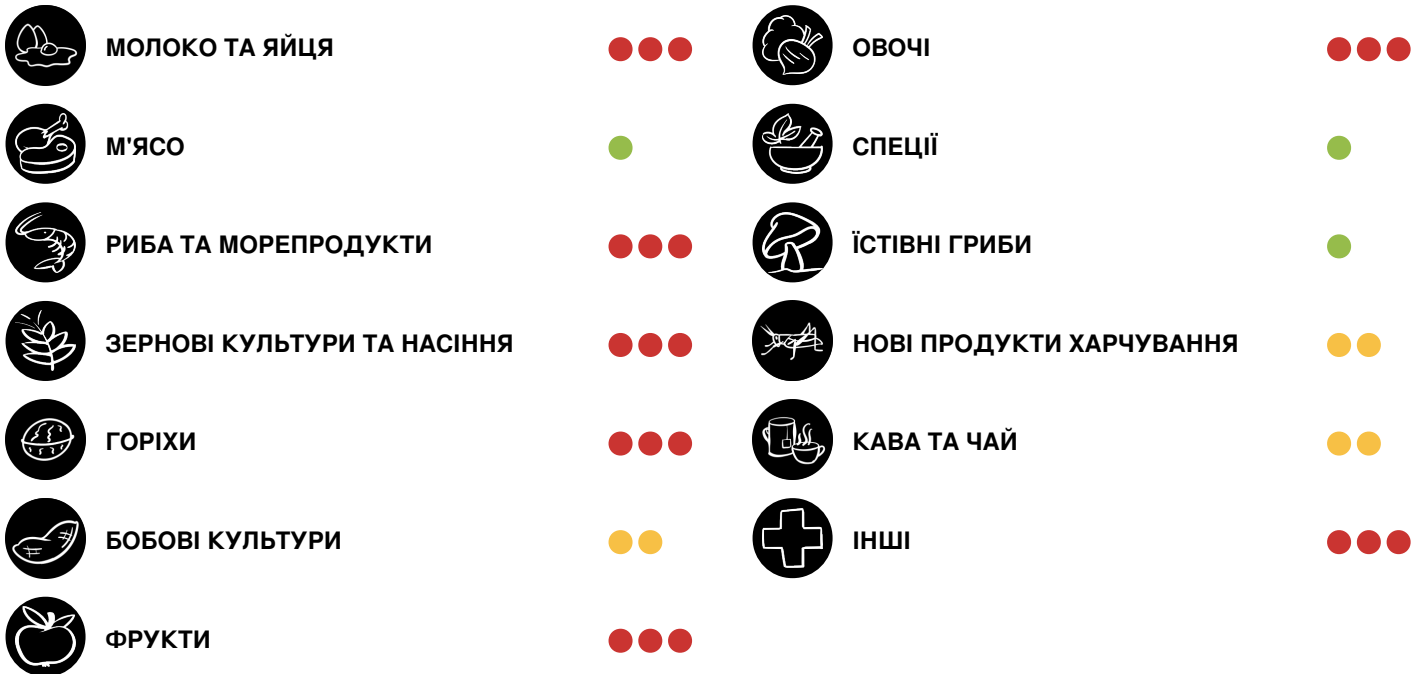 МОЛОКО ТА ЯЙЦЯ
М'ЯСО
РИБА ТА МОРЕПРОДУКТИ
ЗЕРНОВІ КУЛЬТУРИ ТА НАСІННЯ
ГОРІХИ
БОБОВІ КУЛЬТУРИ
ФРУКТИ
ОВОЧІ
СПЕЦІЇ
ЇСТІВНІ ГРИБИ
НОВІ ПРОДУКТИ ХАРЧУВАННЯ
КАВА ТА ЧАЙ
ІНШІ